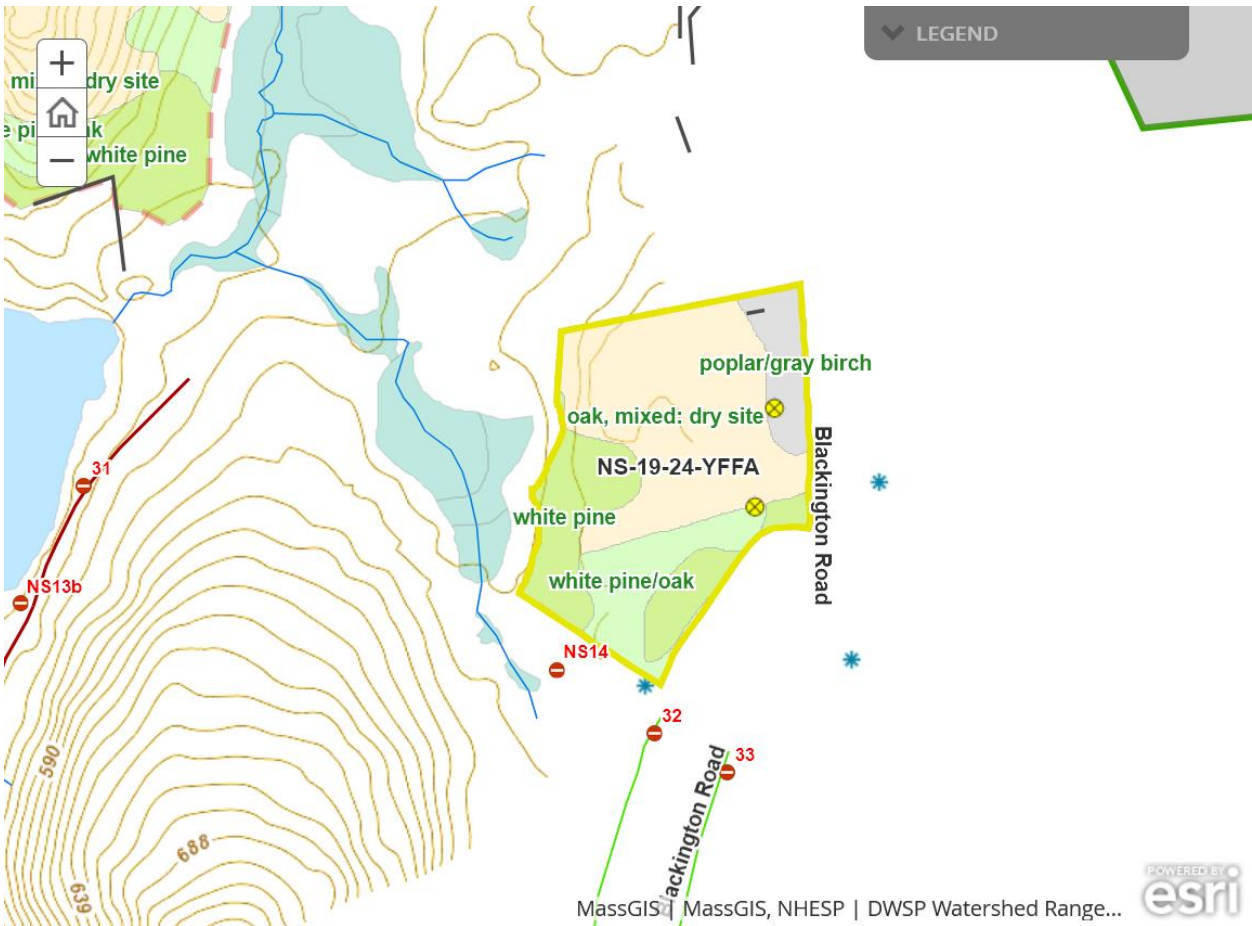 LEGEND
+
−
dry site
white pine
poplar/gray birch
oak, mixed: dry site
NS-19-24-YFFA
Blackington Road
white pine
white pine/oak
31
NS13b
NS14
32
33
Blackington Road
590
688
639
MassGIS | MassGIS, NHESP | DWSP Watershed Range...
POWERED BY
esri